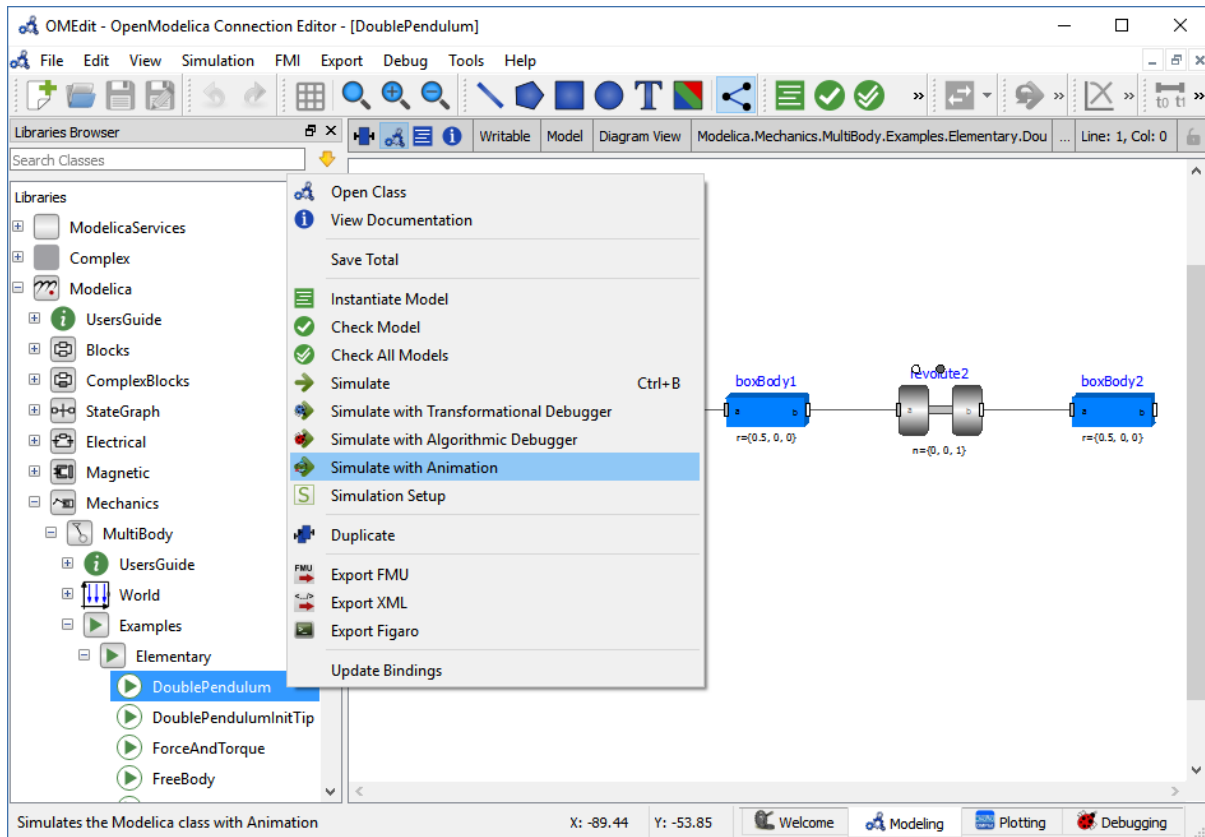 OMEdit - OpenModelica Connection Editor - [DoublePendulum]
File Edit View Simulation FMI Export Debug Tools Help
T
» » » t0 t1 »
Libraries Browser
Writable Model Diagram View Modelica.Mechanics.MultiBody.Examples.Elementary.Dou ... Line: 1, Col: 0
Search Classes
Libraries
ModelicaServices
Complex
Modelica
UsersGuide
Blocks
ComplexBlocks
StateGraph
Electrical
Magnetic
Mechanics
MultiBody
UsersGuide
World
Examples
Elementary
DoublePendulum
DoublePendulumInitTip
ForceAndTorque
FreeBody
Open Class
View Documentation
Save Total
Instantiate Model
Check Model
Check All Models
Simulate Ctrl+B
Simulate with Transformational Debugger
Simulate with Algorithmic Debugger
Simulate with Animation
S Simulation Setup
Duplicate
FMU Export FMU
Export XML
Export Figaro
Update Bindings
boxBody1
a b
r={0.5, 0, 0}
revolute2
a b
n={0, 0, 1}
boxBody2
a b
r={0.5, 0, 0}
Simulates the Modelica class with Animation X: -89.44 Y: -53.85 Welcome Modeling Plotting Debugging